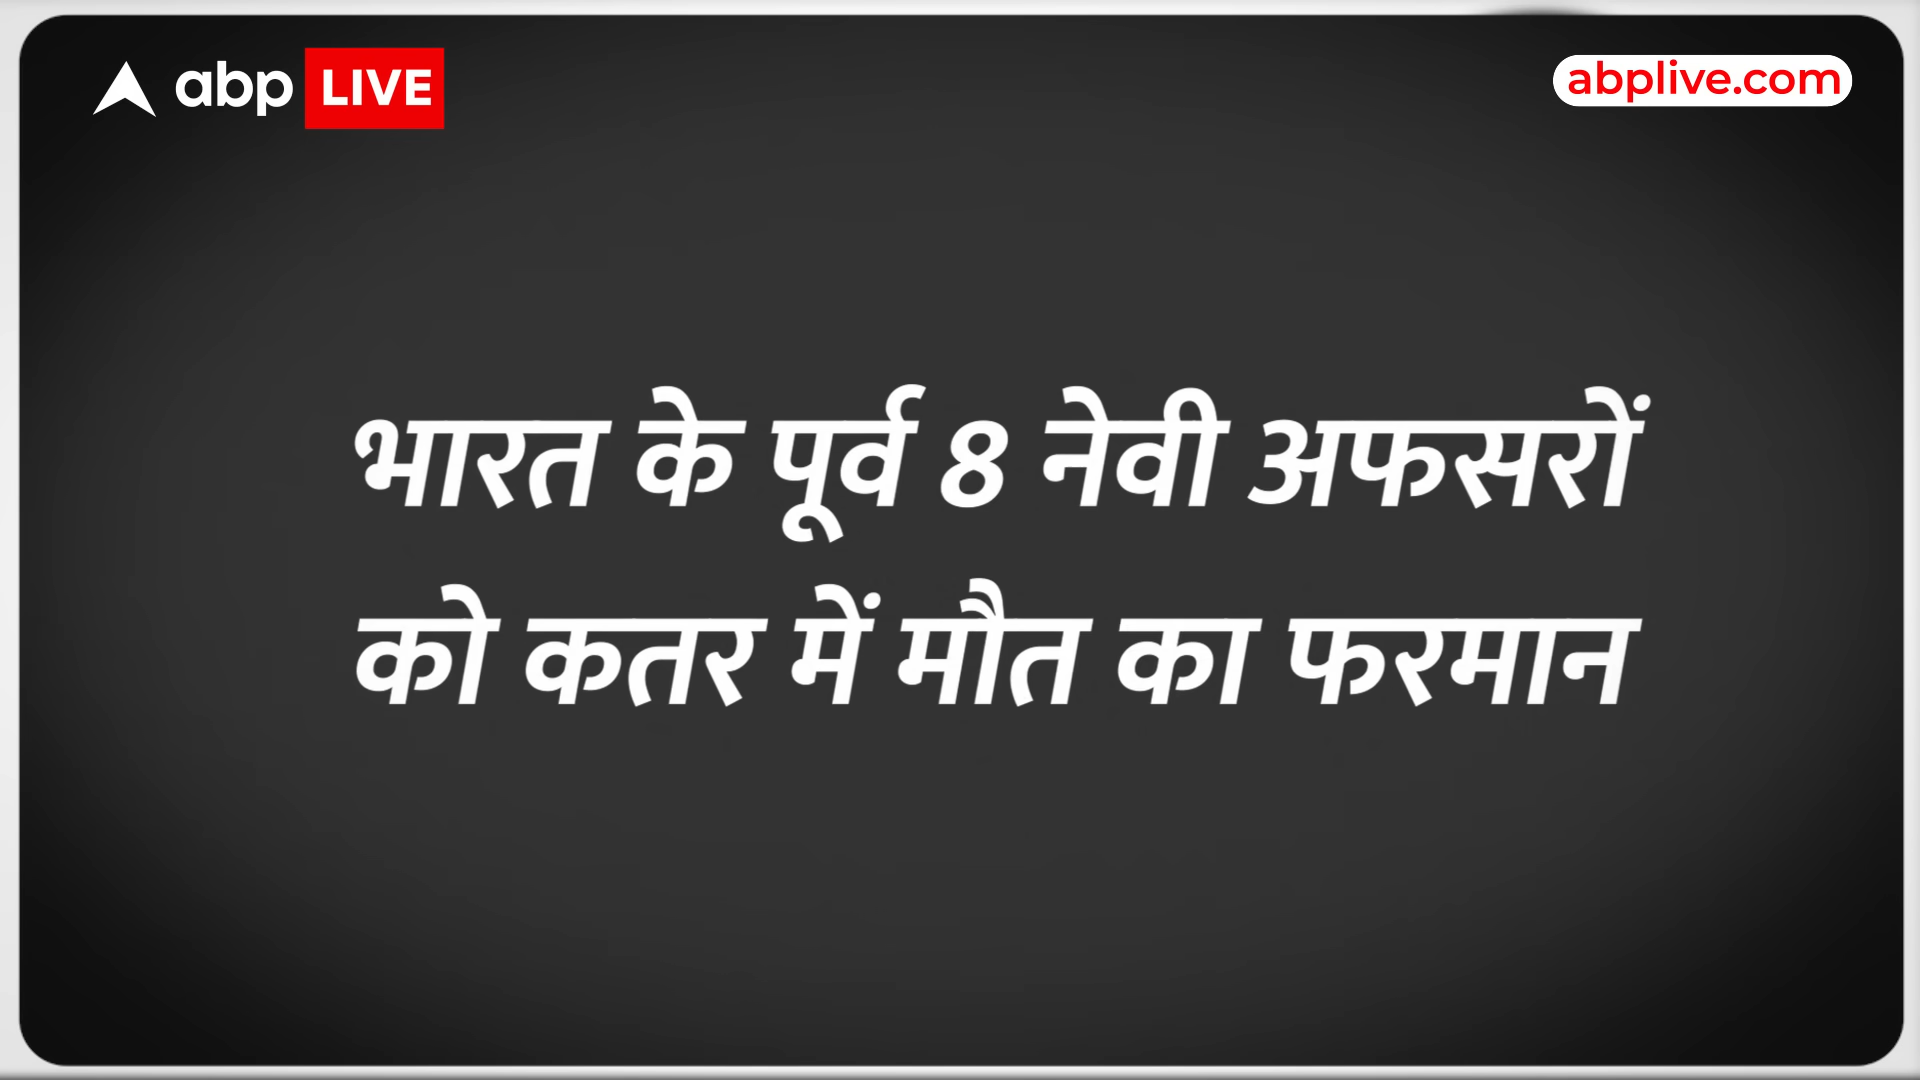 abp LIVE
abplive.com
भारत के पूर्व 8 नेवी अफसरों
को कतर में मौत का फरमान